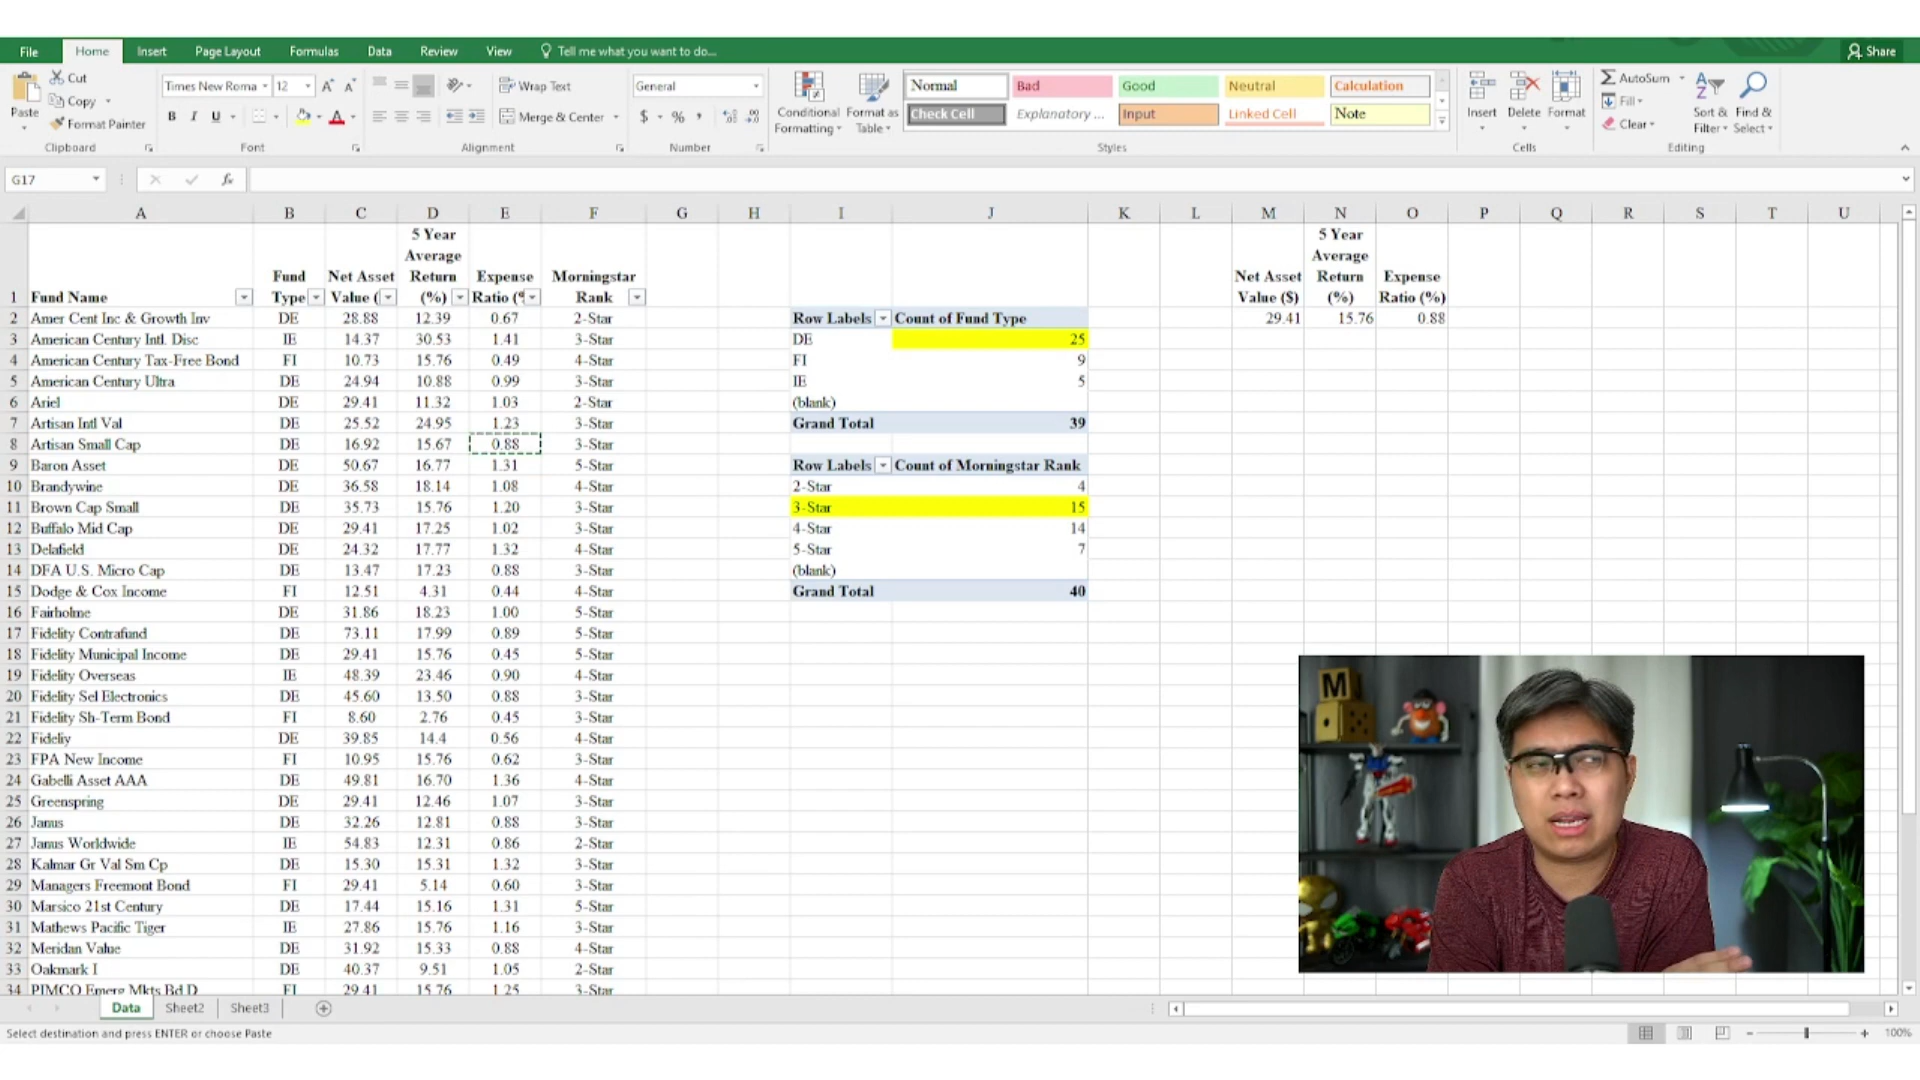 File Home Insert Page Layout Formulas Data Review View Tell me what you want to do... Share
Cut
Copy
Format Painter
Paste
Clipboard
Times New Roma 12
B I U
Font
Wrap Text
Merge & Center
Alignment
General
$ % ,
Number
Conditional Formatting
Format as Table
Normal Bad Good Neutral Calculation
Check Cell Explanatory ... Input Linked Cell Note
Styles
Insert Delete Format
Cells
AutoSum
Fill
Clear
Sort & Filter
Find & Select
Editing
G17 fx
A B C D E F G H I J K L M N O P Q R S T U
1 Fund Name Fund Type Net Asset Value ( 5 Year Average Return (%) Expense Ratio (% Morningstar Rank Net Asset Value ($) 5 Year Average Return (%) Expense Ratio (%)
2 Amer Cent Inc & Growth Inv DE 28.88 12.39 0.67 2-Star Row Labels Count of Fund Type 29.41 15.76 0.88
3 American Century Intl. Disc IE 14.37 30.53 1.41 3-Star DE 25
4 American Century Tax-Free Bond FI 10.73 15.76 0.49 4-Star FI 9
5 American Century Ultra DE 24.94 10.88 0.99 3-Star IE 5
6 Ariel DE 29.41 11.32 1.03 2-Star (blank)
7 Artisan Intl Val DE 25.52 24.95 1.23 3-Star Grand Total 39
8 Artisan Small Cap DE 16.92 15.67 0.88 3-Star
9 Baron Asset DE 50.67 16.77 1.31 5-Star Row Labels Count of Morningstar Rank
10 Brandywine DE 36.58 18.14 1.08 4-Star 2-Star 4
11 Brown Cap Small DE 35.73 15.76 1.20 3-Star 3-Star 15
12 Buffalo Mid Cap DE 29.41 17.25 1.02 3-Star 4-Star 14
13 Delafield DE 24.32 17.77 1.32 4-Star 5-Star 7
14 DFA U.S. Micro Cap DE 13.47 17.23 0.88 3-Star (blank)
15 Dodge & Cox Income FI 12.51 4.31 0.44 4-Star Grand Total 40
16 Fairholme DE 31.86 18.23 1.00 5-Star
17 Fidelity Contrafund DE 73.11 17.99 0.89 5-Star
18 Fidelity Municipal Income DE 29.41 15.76 0.45 5-Star
19 Fidelity Overseas IE 48.39 23.46 0.90 4-Star
20 Fidelity Sel Electronics DE 45.60 13.50 0.88 3-Star
21 Fidelity Sh-Term Bond FI 8.60 2.76 0.45 3-Star
22 Fideliy DE 39.85 14.4 0.56 4-Star
23 FPA New Income FI 10.95 15.76 0.62 3-Star
24 Gabelli Asset AAA DE 49.81 16.70 1.36 4-Star
25 Greenspring DE 29.41 12.46 1.07 3-Star
26 Janus DE 32.26 12.81 0.88 3-Star
27 Janus Worldwide IE 54.83 12.31 0.86 2-Star
28 Kalmar Gr Val Sm Cp DE 15.30 15.31 1.32 3-Star
29 Managers Freemont Bond FI 29.41 5.14 0.60 3-Star
30 Marsico 21st Century DE 17.44 15.16 1.31 5-Star
31 Mathews Pacific Tiger IE 27.86 15.76 1.16 3-Star
32 Meridan Value DE 31.92 15.33 0.88 4-Star
33 Oakmark I DE 40.37 9.51 1.05 2-Star
34 PIMCO Emerg Mkts Bd D FI 29.41 15.76 1.25 3-Star
M
Data Sheet2 Sheet3
Select destination and press ENTER or choose Paste 100%